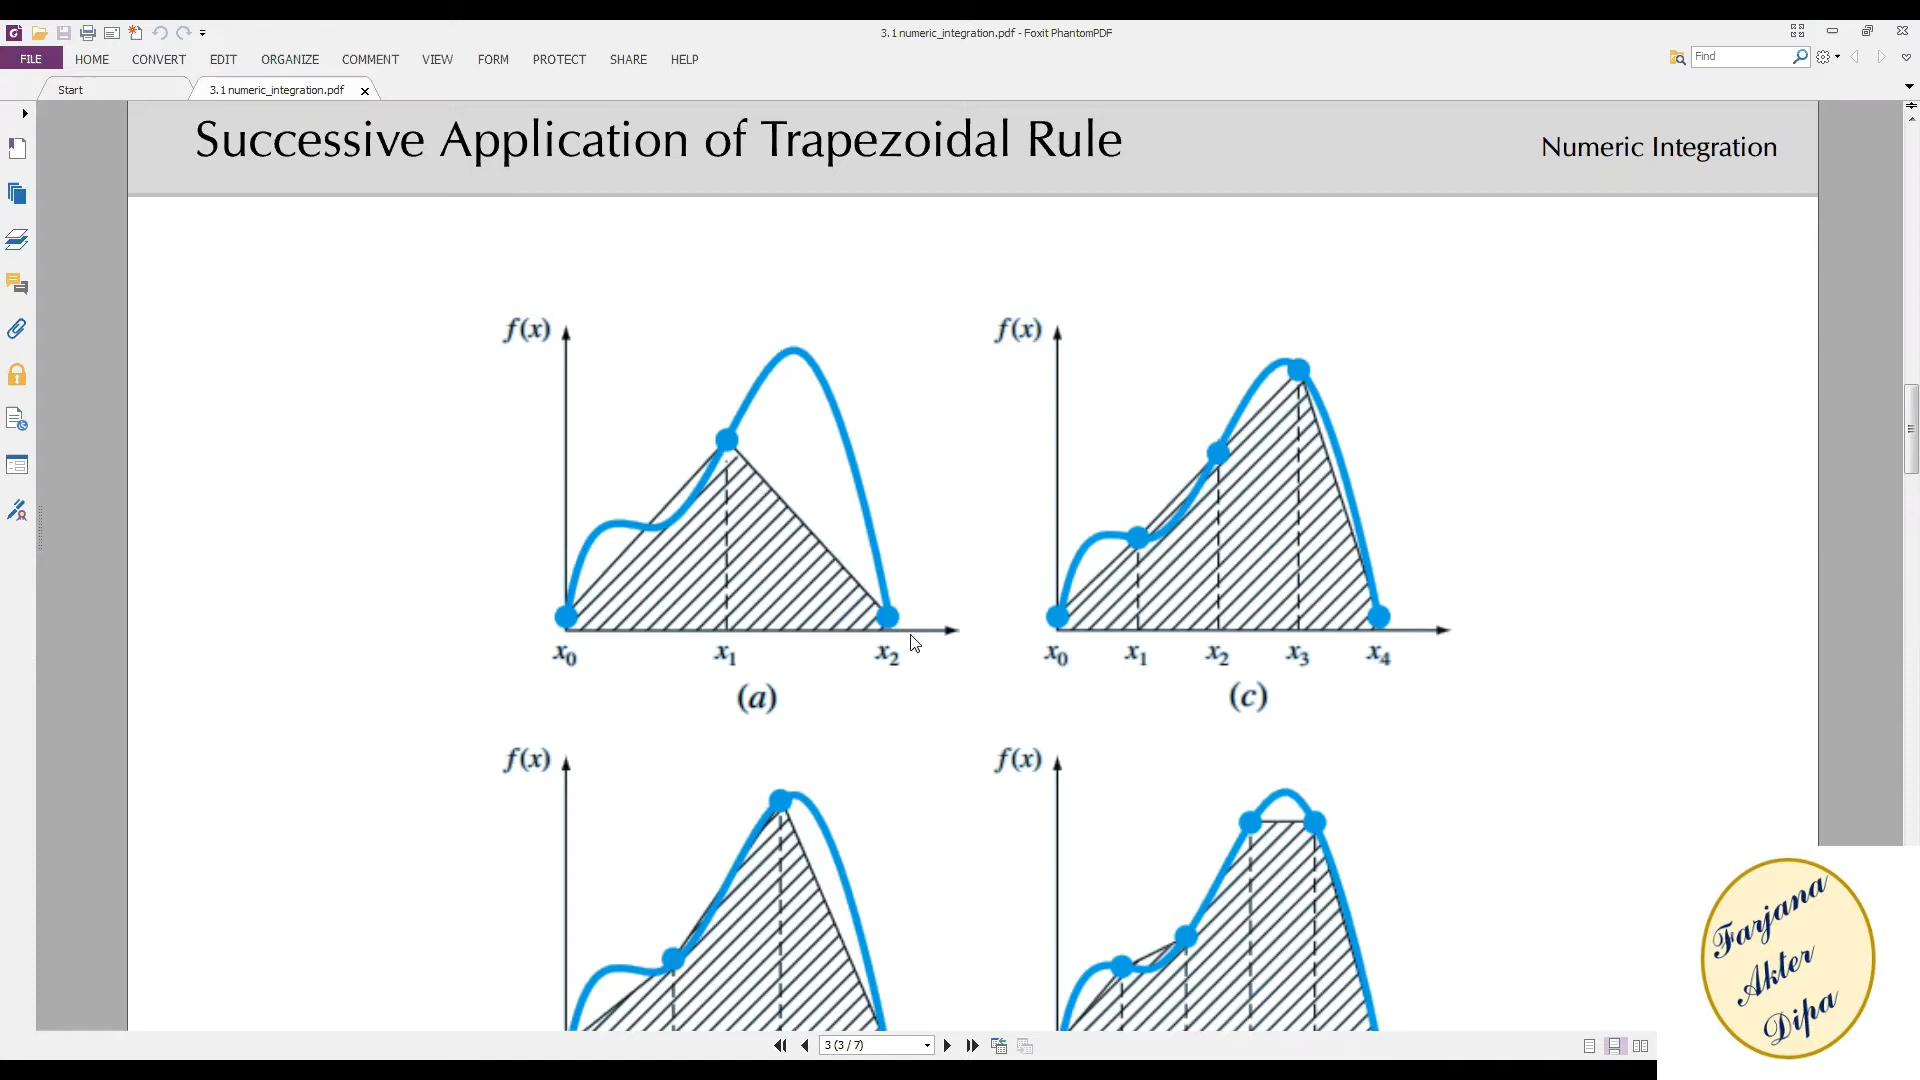 3.1 numeric_integration.pdf - Foxit PhantomPDF
FILE HOME CONVERT EDIT ORGANIZE COMMENT VIEW FORM PROTECT SHARE HELP
Find
Start
3.1 numeric_integration.pdf
Successive Application of Trapezoidal Rule
Numeric Integration
f(x)
x₀ x₁ x₂
(a)
f(x)
x₀ x₁ x₂ x₃ x₄
(c)
f(x)
f(x)
Farjana
Akter
Dipa
3 (3 / 7)